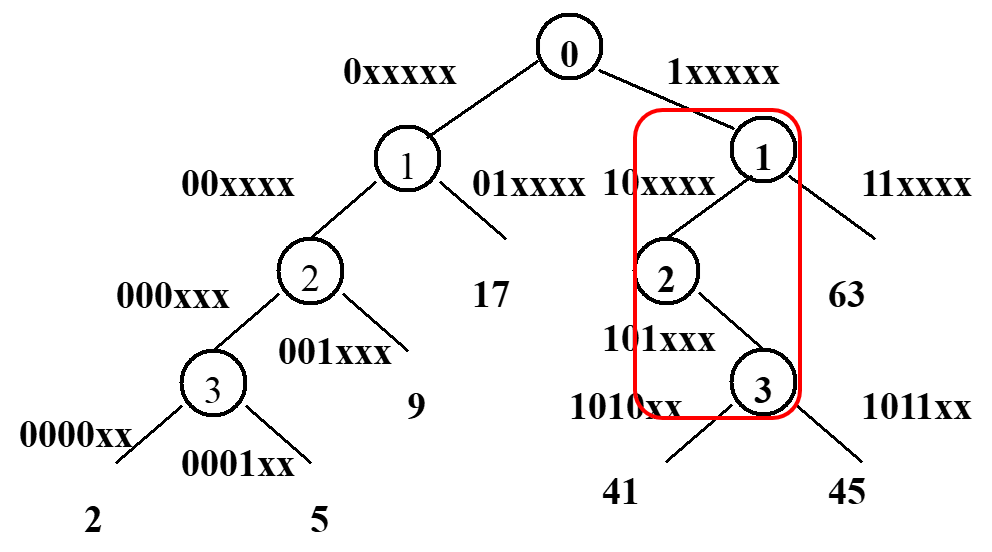 0
0xxxxx 1xxxxx
1 1
00xxxx 01xxxx 10xxxx 11xxxx
2 2
000xxx 17 63
001xxx 101xxx
3 3
9 1010xx 1011xx
0000xx
0001xx
41 45
2 5